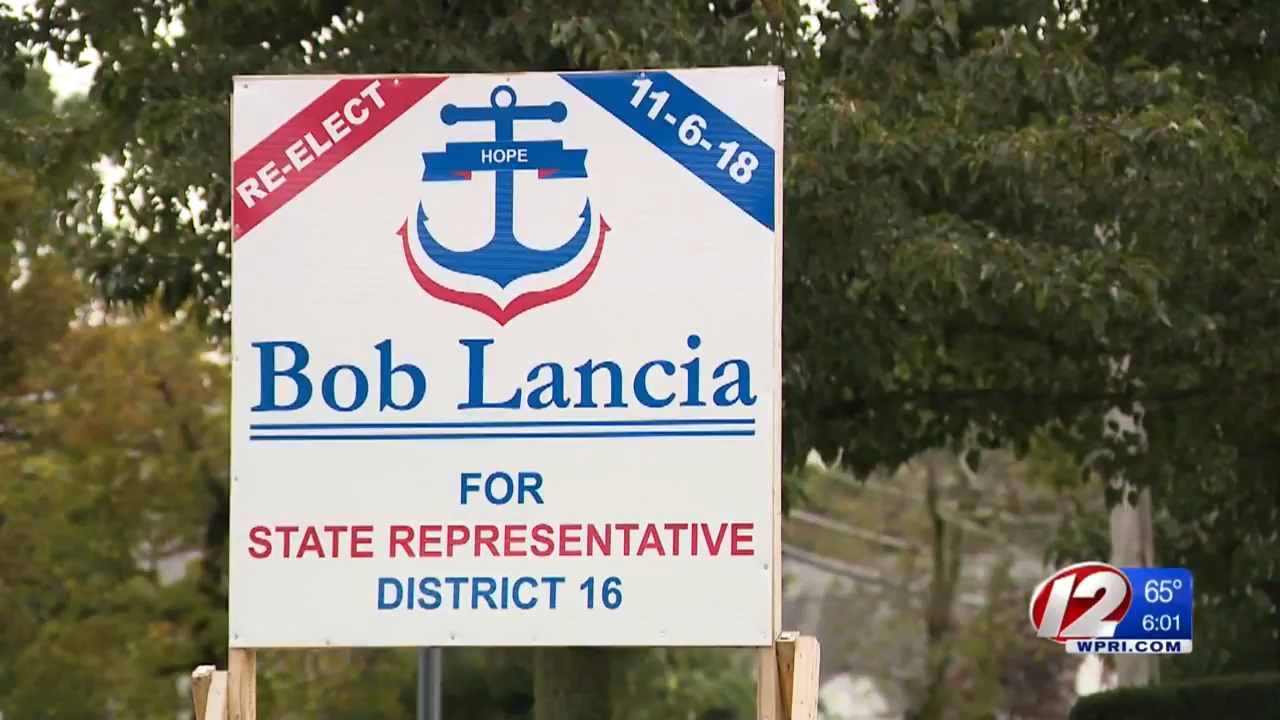 RE-ELECT
11-6-18
HOPE
Bob Lancia
FOR
STATE REPRESENTATIVE
DISTRICT 16
12
65°
6:01
WPRI.COM